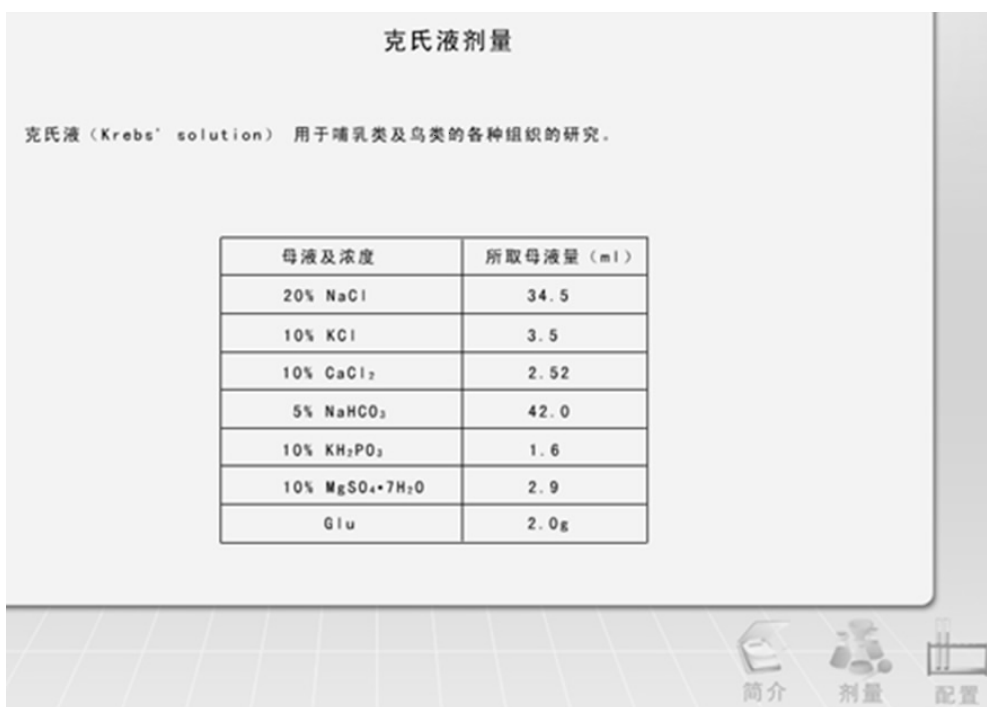 克氏液剂量
克氏液（Krebs' solution） 用于哺乳类及鸟类的各种组织的研究。
母液及浓度 所取母液量（ml）
20% NaCl 34.5
10% KCl 3.5
10% CaCl₂ 2.52
5% NaHCO₃ 42.0
10% KH₂PO₃ 1.6
10% MgSO₄•7H₂O 2.9
Glu 2.0g
简介 剂量 配置